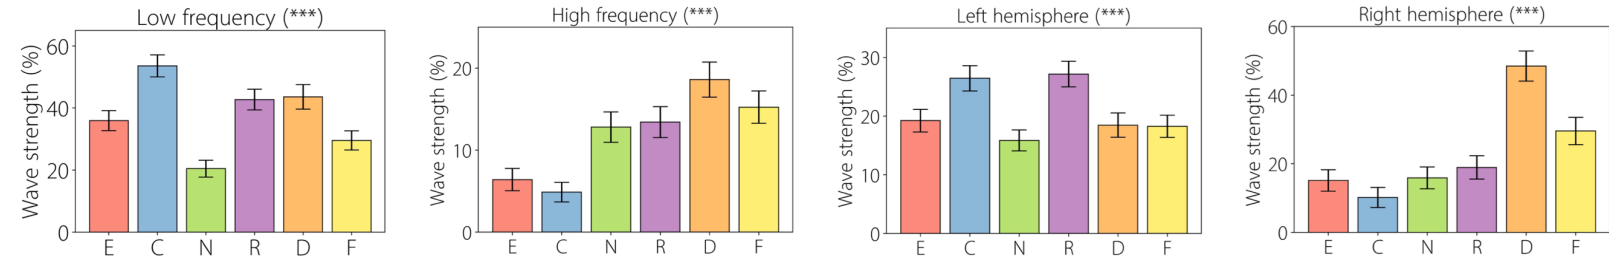 Low frequency (***)
Wave strength (%)
60
40
20
0
E C N R D F
High frequency (***)
Wave strength (%)
20
10
0
E C N R D F
Left hemisphere (***)
Wave strength (%)
30
20
10
0
E C N R D F
Right hemisphere (***)
Wave strength (%)
60
40
20
0
E C N R D F